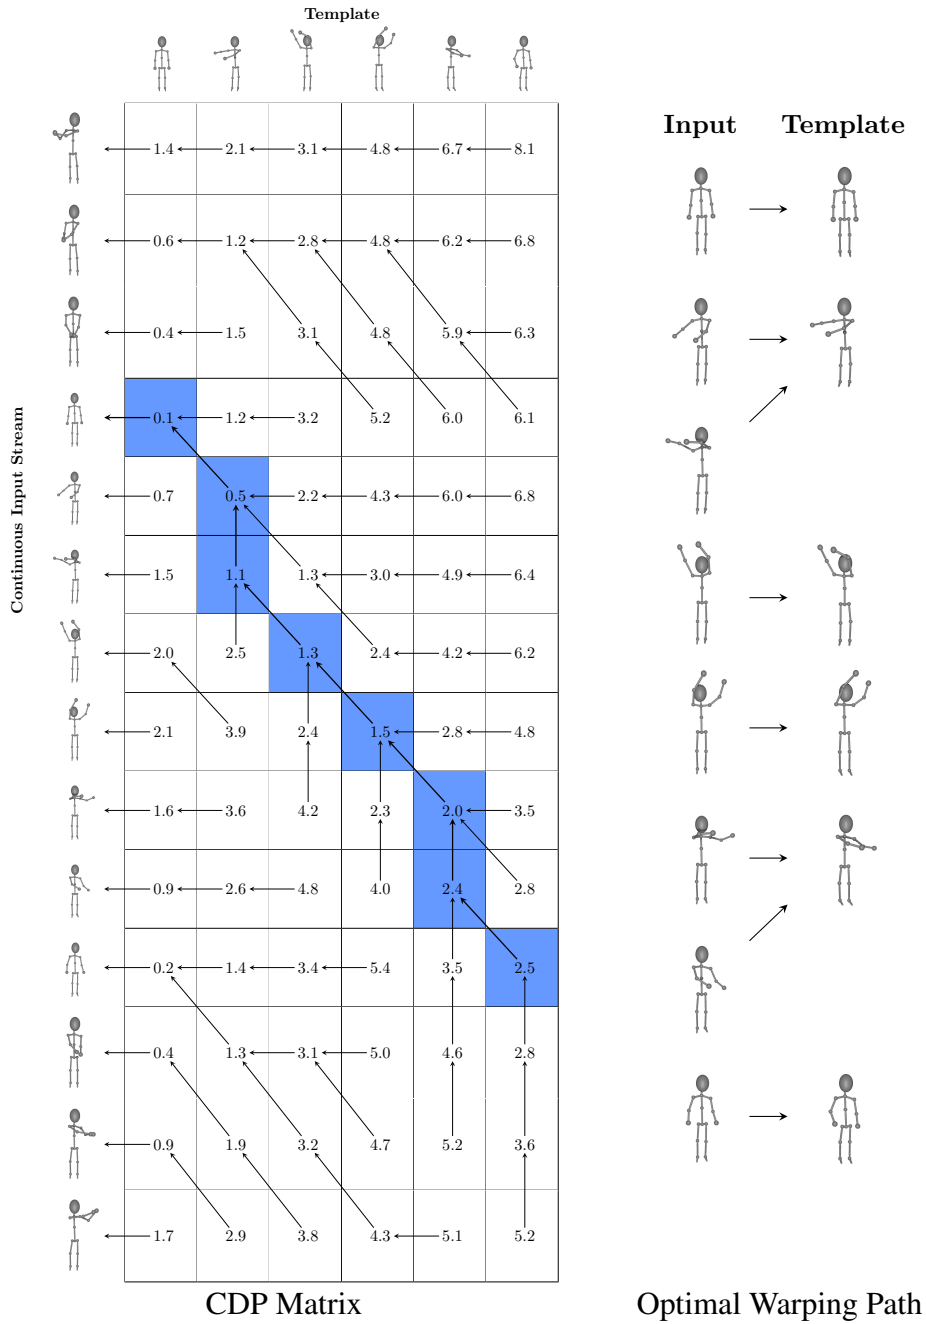 Template
Input Template
Continuous Input Stream
1.4 2.1 3.1 4.8 6.7 8.1
0.6 1.2 2.8 4.8 6.2 6.8
0.4 1.5 3.1 4.8 5.9 6.3
0.1 1.2 3.2 5.2 6.0 6.1
0.7 0.5 2.2 4.3 6.0 6.8
1.5 1.1 1.3 3.0 4.9 6.4
2.0 2.5 1.3 2.4 4.2 6.2
2.1 3.9 2.4 1.5 2.8 4.8
1.6 3.6 4.2 2.3 2.0 3.5
0.9 2.6 4.8 4.0 2.4 2.8
0.2 1.4 3.4 5.4 3.5 2.5
0.4 1.3 3.1 5.0 4.6 2.8
0.9 1.9 3.2 4.7 5.2 3.6
1.7 2.9 3.8 4.3 5.1 5.2
CDP Matrix
Optimal Warping Path